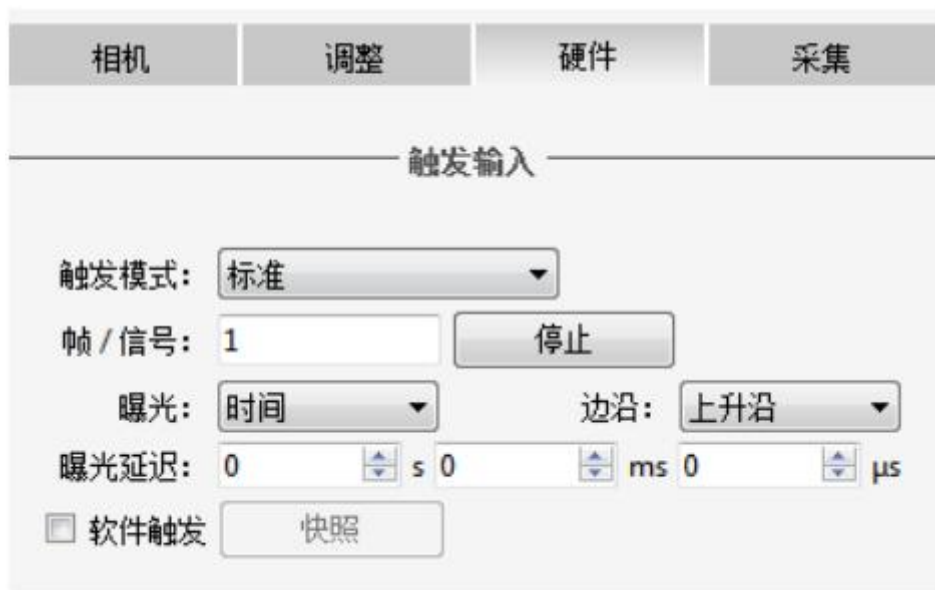 相机 调整 硬件 采集
触发输入
触发模式: 标准
帧 / 信号: 1 停止
曝光: 时间 边沿: 上升沿
曝光延迟: 0 s 0 ms 0 μs
软件触发 快照